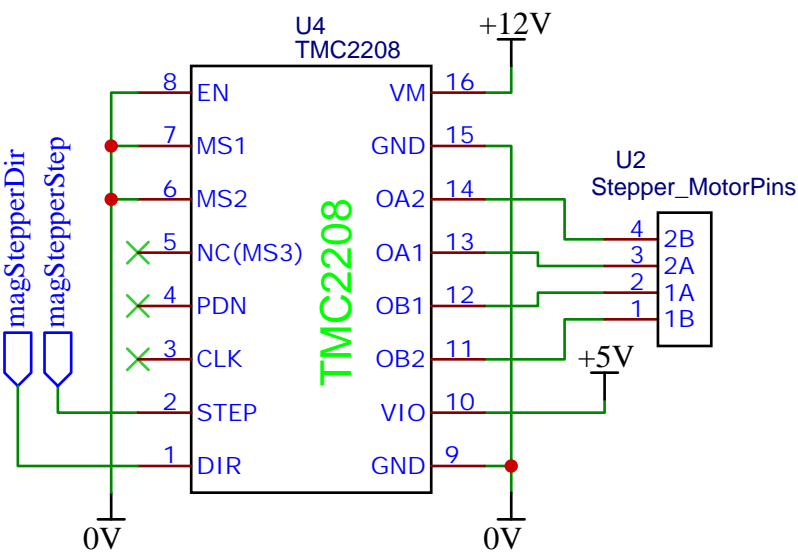 U4
TMC2208
+12V
8 EN
7 MS1
6 MS2
5 NC(MS3)
4 PDN
3 CLK
2 STEP
1 DIR
VM 16
GND 15
OA2 14
OA1 13
OB1 12
OB2 11
VIO 10
GND 9
TMC2208
magStepperDir
magStepperStep
U2
Stepper_MotorPins
4 2B
3 2A
2 1A
1 1B
+5V
0V
0V